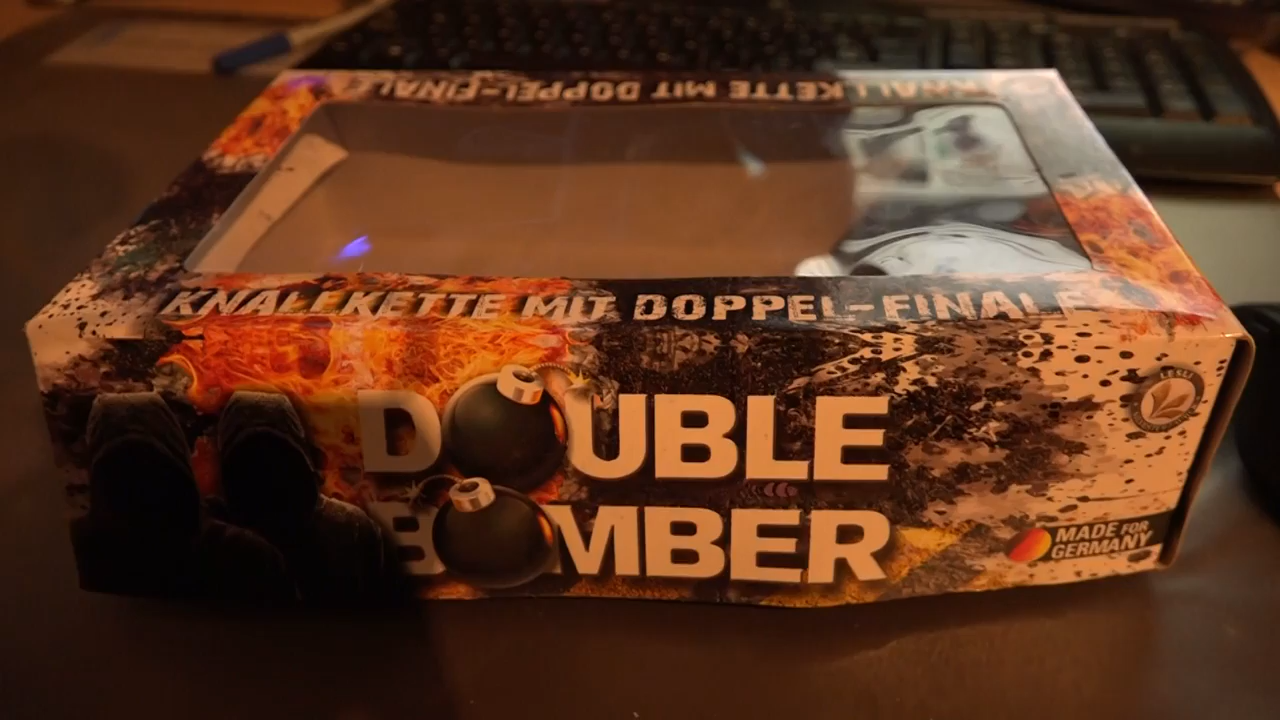 KNALLKETTE MIT DOPPEL-FINALE
KNALLKETTE MIT DOPPEL-FINALE
DOUBLE
BOMBER
MADE FOR
GERMANY